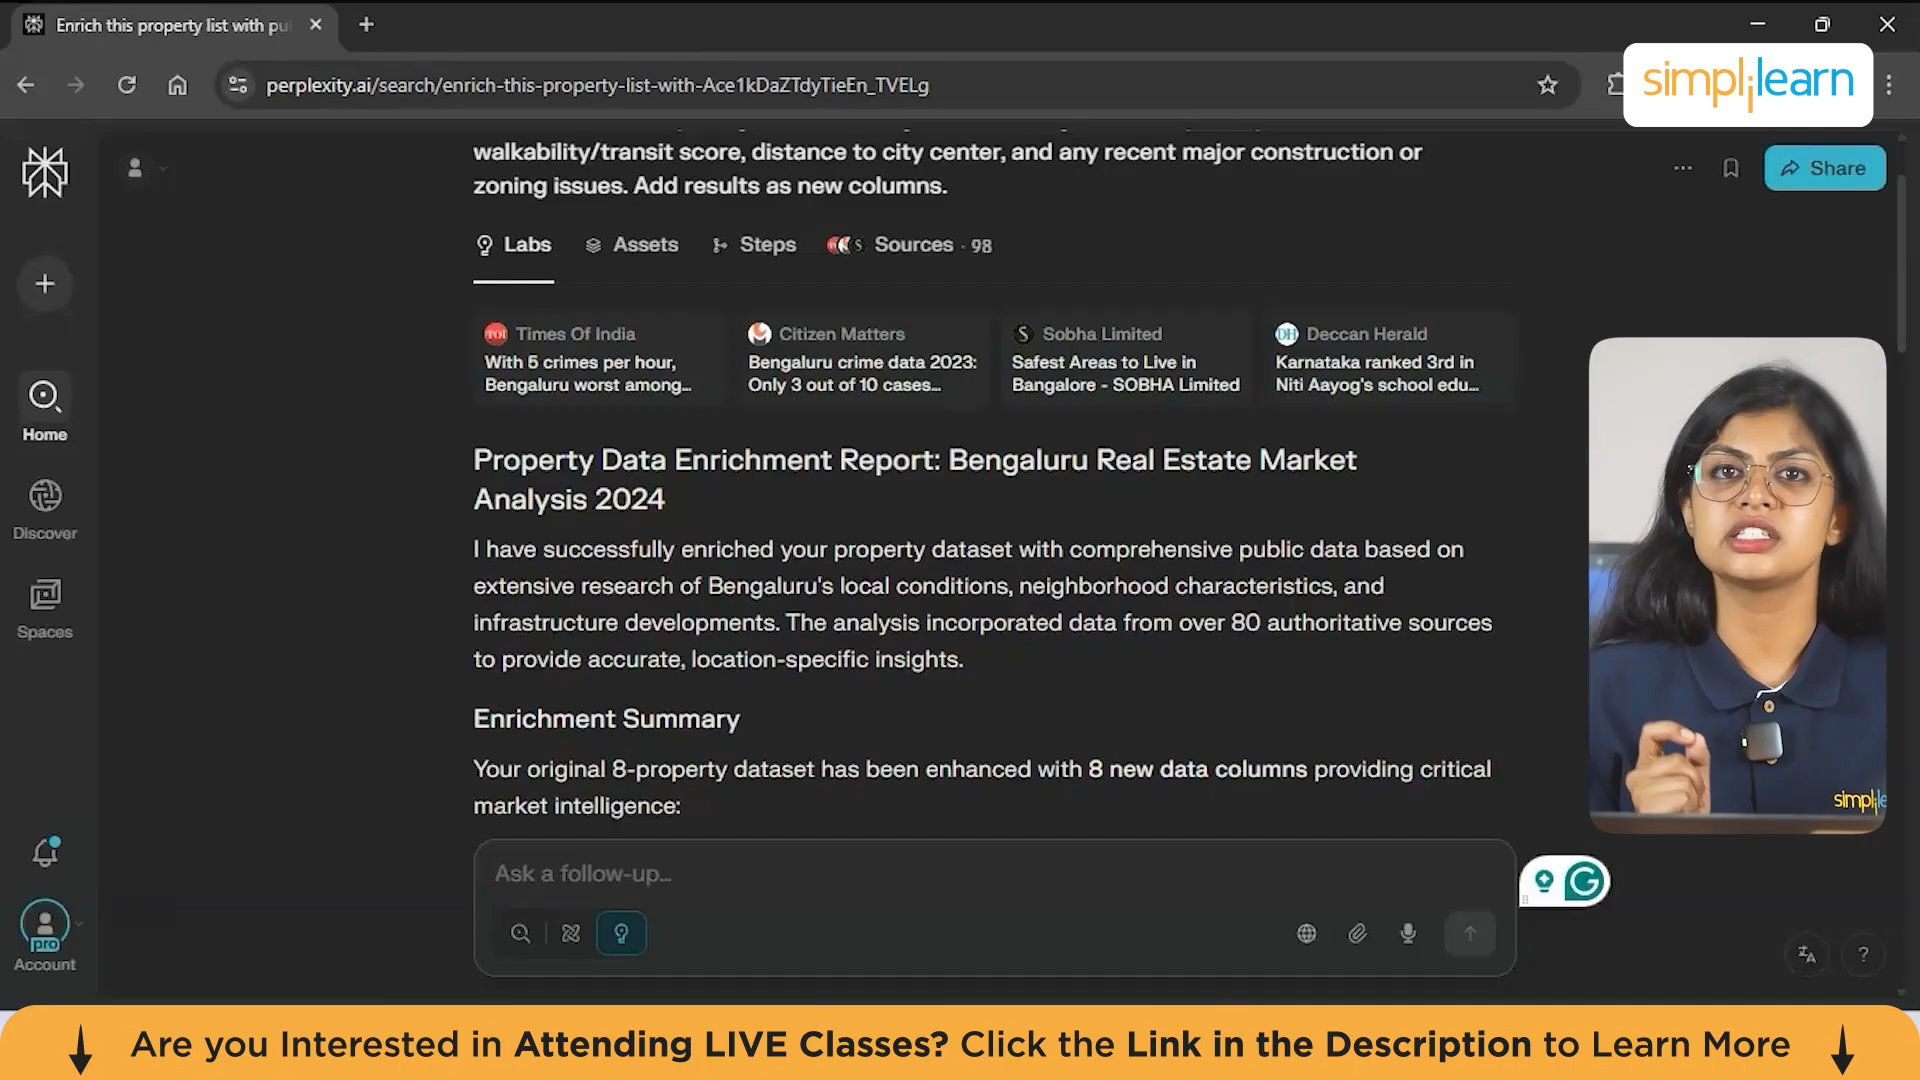 Enrich this property list with pu
simplilearn
perplexity.ai/search/enrich-this-property-list-with-Ace1kDaZTdyTieEn_TVELg
walkability/transit score, distance to city center, and any recent major construction or
zoning issues. Add results as new columns.
Share
Labs
Assets
Steps
Sources · 98
Times Of India
With 5 crimes per hour,
Bengaluru worst among...
Citizen Matters
Bengaluru crime data 2023:
Only 3 out of 10 cases...
Sobha Limited
Safest Areas to Live in
Bangalore - SOBHA Limited
Deccan Herald
Karnataka ranked 3rd in
Niti Aayog's school edu...
Home
Discover
Spaces
Property Data Enrichment Report: Bengaluru Real Estate Market
Analysis 2024
I have successfully enriched your property dataset with comprehensive public data based on
extensive research of Bengaluru's local conditions, neighborhood characteristics, and
infrastructure developments. The analysis incorporated data from over 80 authoritative sources
to provide accurate, location-specific insights.
Enrichment Summary
Your original 8-property dataset has been enhanced with 8 new data columns providing critical
market intelligence:
simplile
Ask a follow-up...
pro
Account
Are you Interested in Attending LIVE Classes? Click the Link in the Description to Learn More